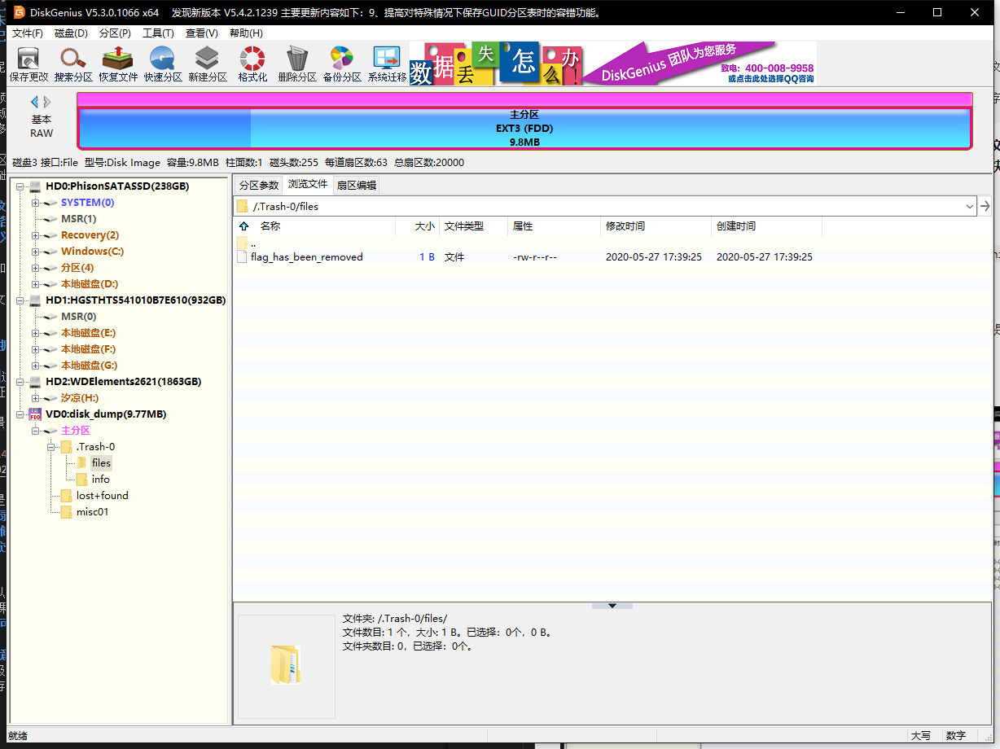 DiskGenius V5.3.0.1066 x64 发现新版本 V5.4.2.1239 主要更新内容如下：9、提高对特殊情况下保存GUID分区表时的容错功能。
文件(F) 磁盘(D) 分区(P) 工具(T) 查看(V) 帮助(H)
保存更改 搜索分区 恢复文件 快速分区 新建分区 格式化 删除分区 备份分区 系统迁移
数据丢失怎么办！
DiskGenius 团队为您服务
致电：400-008-9958
或点击此处选择QQ咨询
基本
RAW
主分区
EXT3 (FDD)
9.8MB
磁盘3 接口:File 型号:Disk Image 容量:9.8MB 柱面数:1 磁头数:255 每道扇区数:63 总扇区数:20000
HD0:PhisonSATASSD(238GB)
SYSTEM(0)
MSR(1)
Recovery(2)
Windows(C:)
分区(4)
本地磁盘(D:)
HD1:HGSTHTS541010B7E610(932GB)
MSR(0)
本地磁盘(E:)
本地磁盘(F:)
本地磁盘(G:)
HD2:WDElements2621(1863GB)
汐凉(H:)
FDD
VD0:disk_dump(9.77MB)
主分区
.Trash-0
files
info
lost+found
misc01
分区参数 浏览文件 扇区编辑
/.Trash-0/files
名称 大小 文件类型 属性 修改时间 创建时间
..
flag_has_been_removed 1 B 文件 -rw-r--r-- 2020-05-27 17:39:25 2020-05-27 17:39:25
文件夹: /.Trash-0/files/
文件数目: 1 个，大小: 1 B。已选择：0个，0 B。
文件夹数目: 0，已选择：0个。
就绪 大写 数字